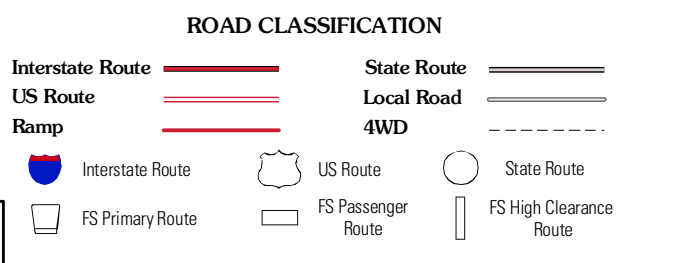 ROAD CLASSIFICATION
Interstate Route
State Route
US Route
Local Road
Ramp
4WD
Interstate Route
US Route
State Route
FS Primary Route
FS Passenger
Route
FS High Clearance
Route